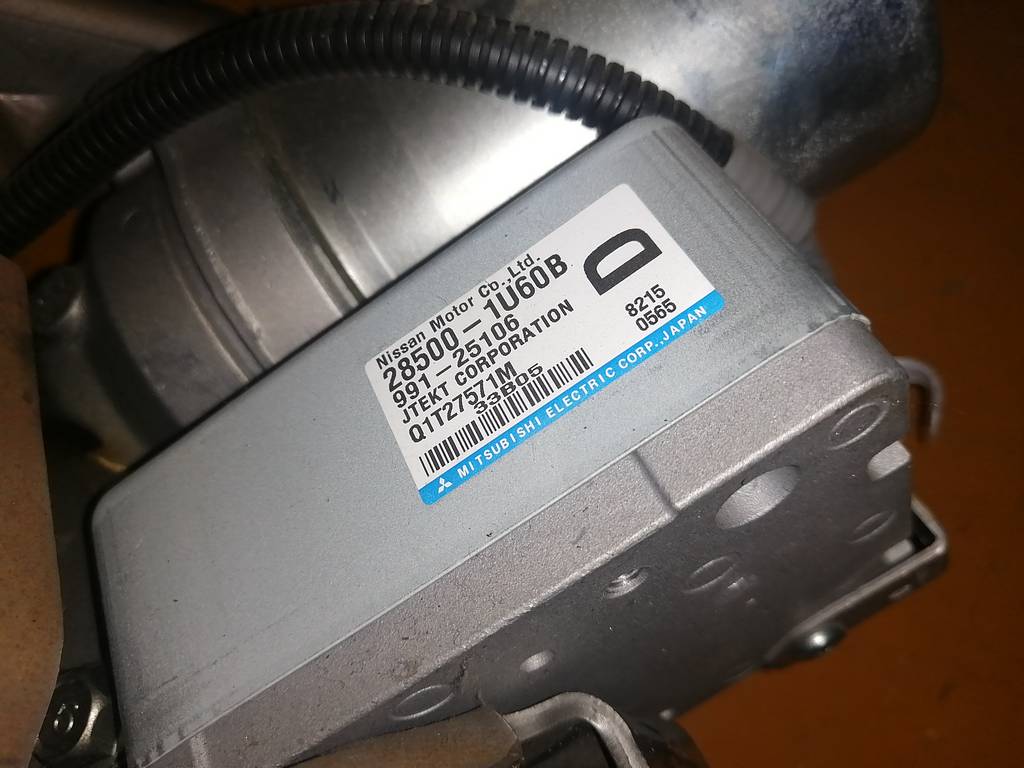 Nissan Motor Co.,Ltd.
28500-1U60B
991-25106
JTEKT CORPORATION
Q1T27571M
33B05
D
8215
0565
MITSUBISHI ELECTRIC CORP.,JAPAN